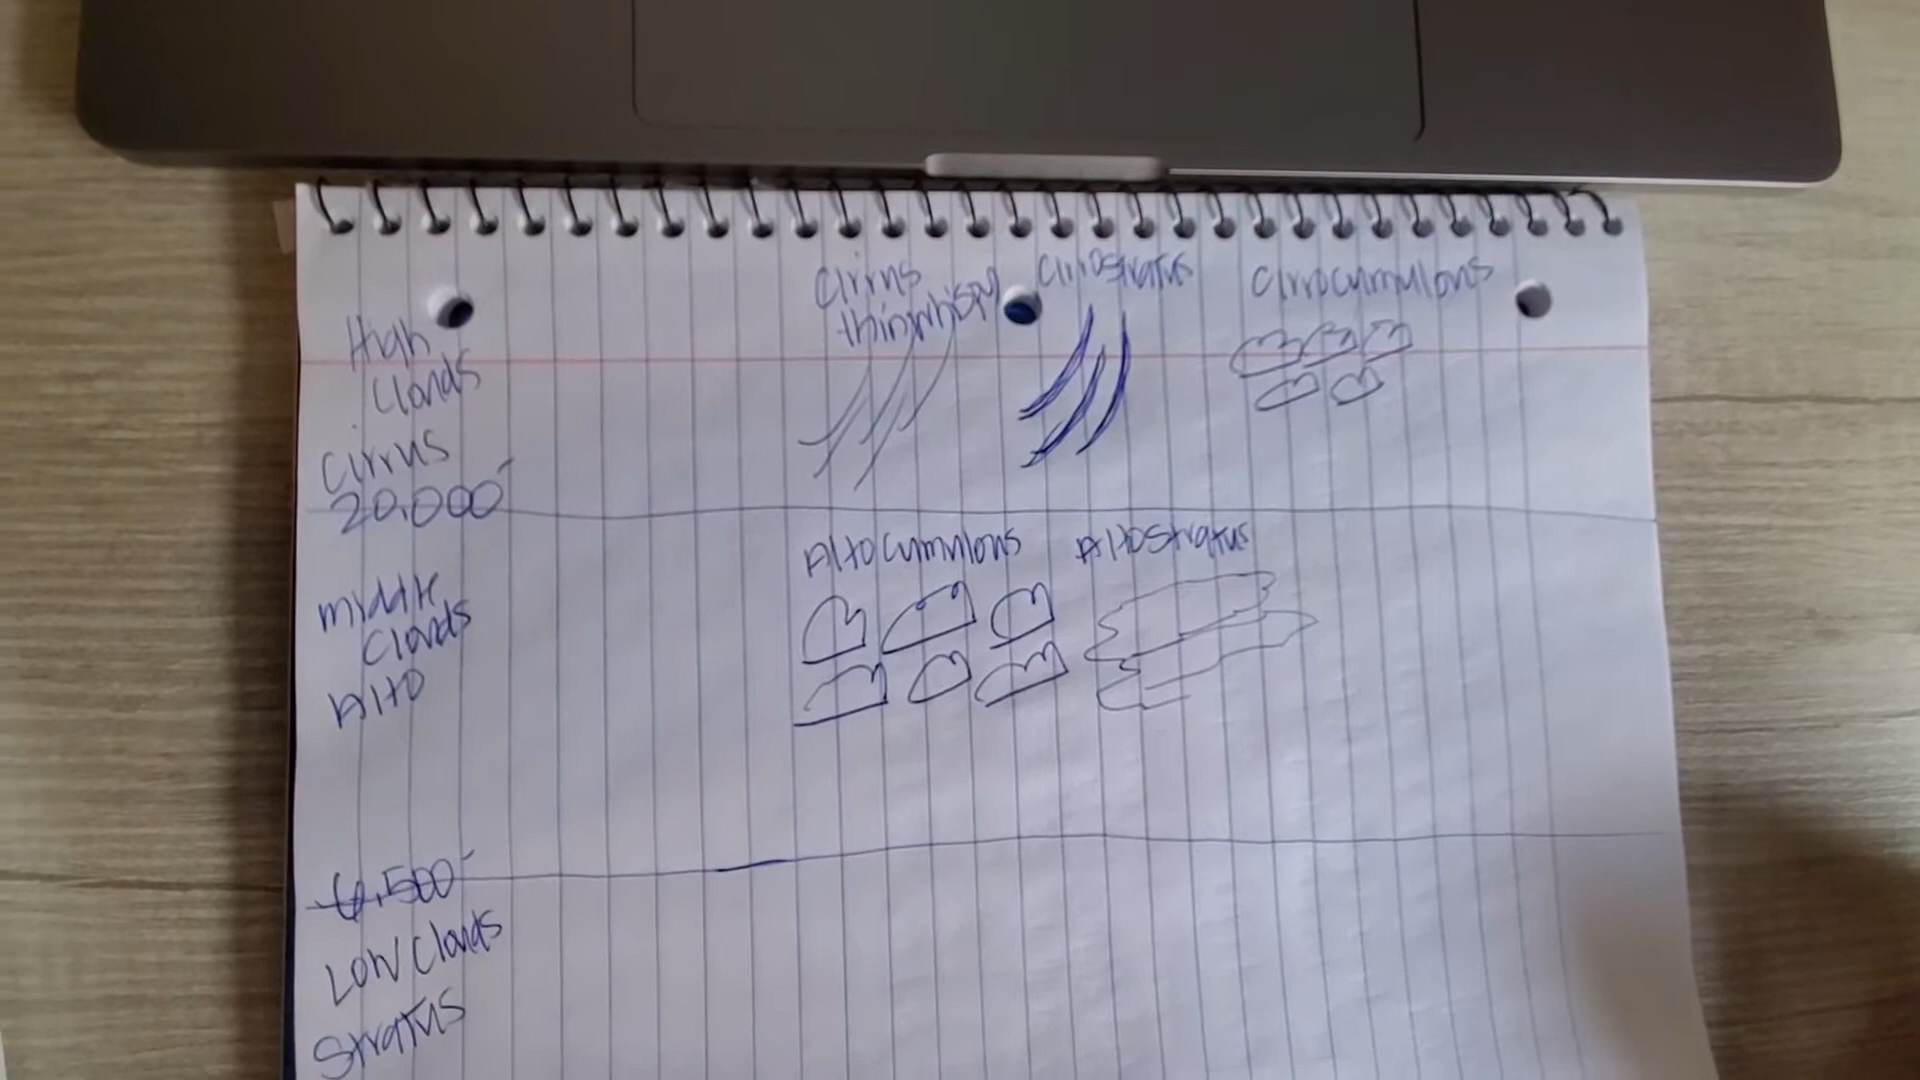 High
Clouds
Cirrus
20,000'
Cirrus
thin whispy
Cirrostratus
Cirrocumulous
Middle
Clouds
Alto
Altocumulous
Altostratus
6,500'
Low Clouds
Stratus